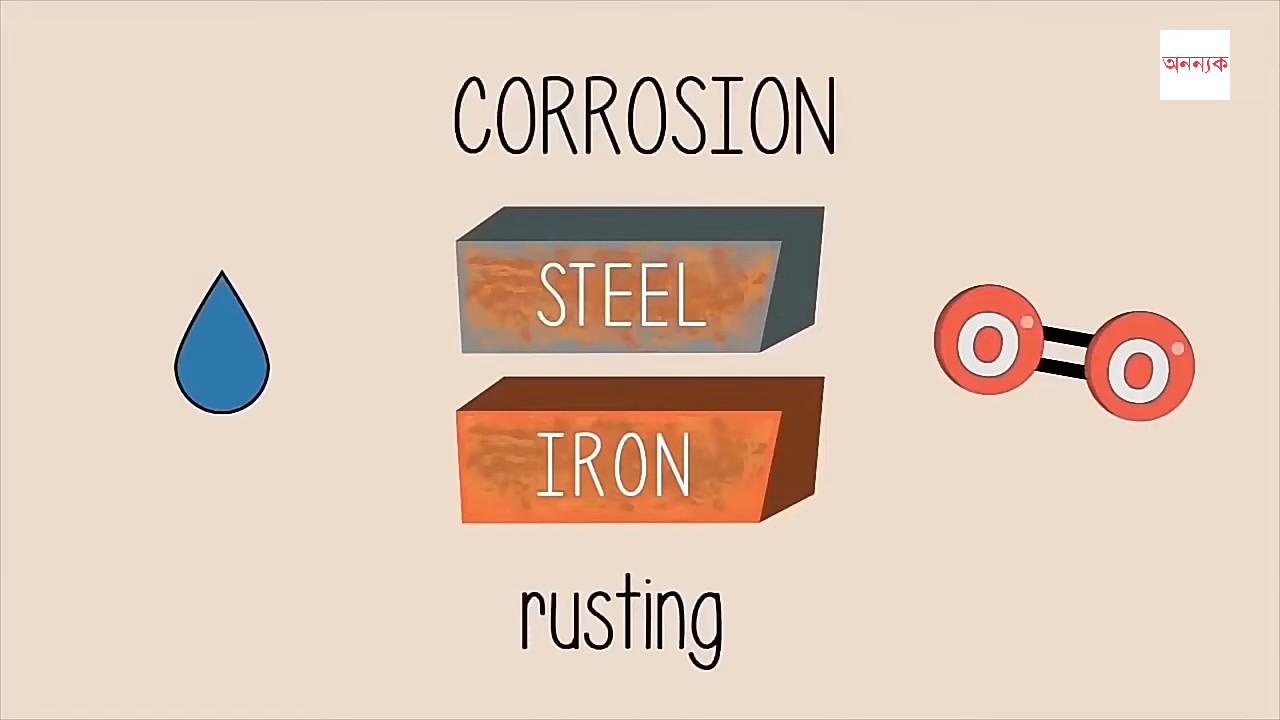 অনন্যক
CORROSION
STEEL
O O
IRON
rusting